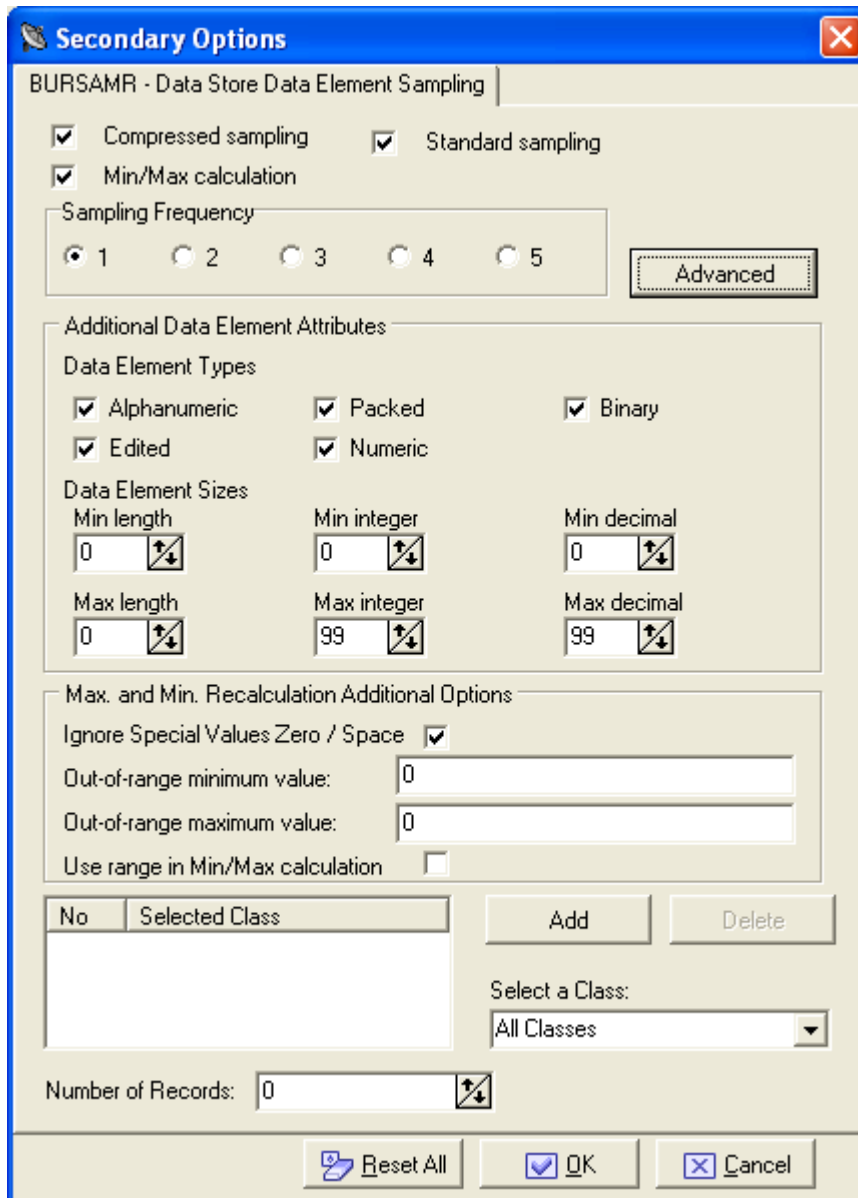 Secondary Options
BURSAMR - Data Store Data Element Sampling
Compressed sampling Standard sampling
Min/Max calculation
Sampling Frequency
1 2 3 4 5
Advanced
Additional Data Element Attributes
Data Element Types
Alphanumeric Packed Binary
Edited Numeric
Data Element Sizes
Min length Min integer Min decimal
0 0 0
Max length Max integer Max decimal
0 99 99
Max. and Min. Recalculation Additional Options
Ignore Special Values Zero / Space
Out-of-range minimum value: 0
Out-of-range maximum value: 0
Use range in Min/Max calculation
No Selected Class
Add Delete
Select a Class:
All Classes
Number of Records: 0
Reset All OK Cancel